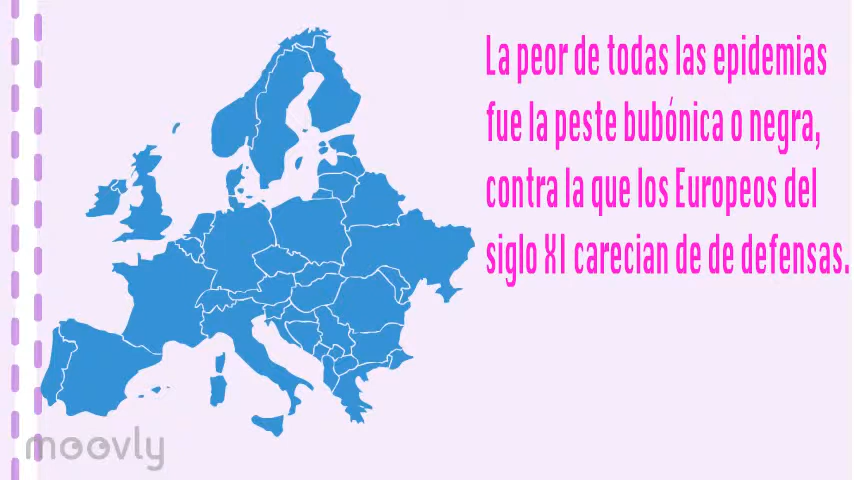 La peor de todas las epidemias
fue la peste bubónica o negra,
contra la que los Europeos del
siglo XI carecian de de defensas.
moovly